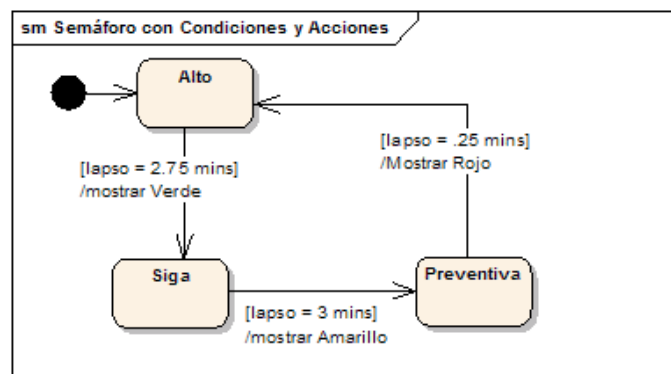 sm Semáforo con Condiciones y Acciones
Alto
[lapso = 2.75 mins]
/mostrar Verde
[lapso = .25 mins]
/Mostrar Rojo
Siga
Preventiva
[lapso = 3 mins]
/mostrar Amarillo